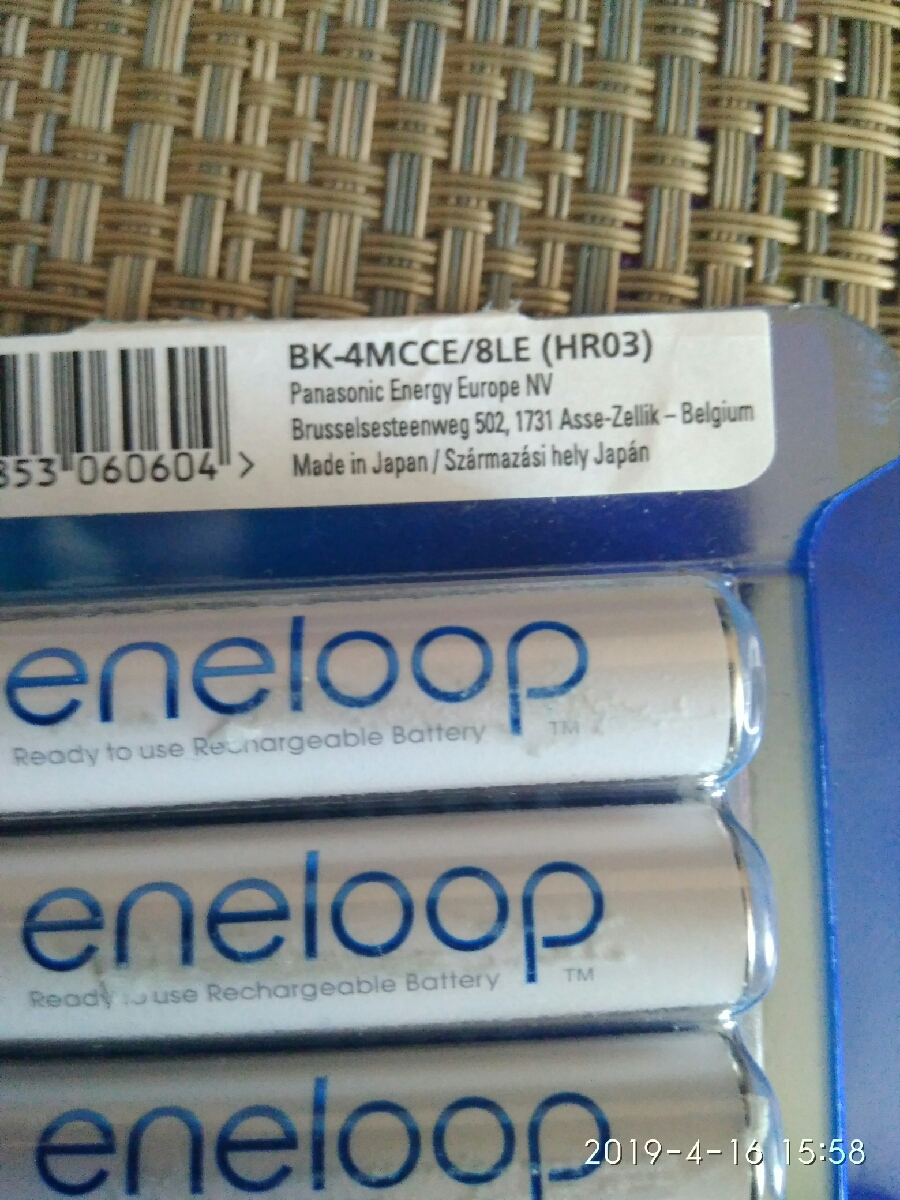 BK-4MCCE/8LE (HR03)
Panasonic Energy Europe NV
Brusselsesteenweg 502, 1731 Asse-Zellik – Belgium
Made in Japan / Származási hely Japán
853 060604 >
eneloop
Ready to use Rechargeable Battery TM
eneloop
Ready to use Rechargeable Battery TM
eneloop
2019-4-16 15:58